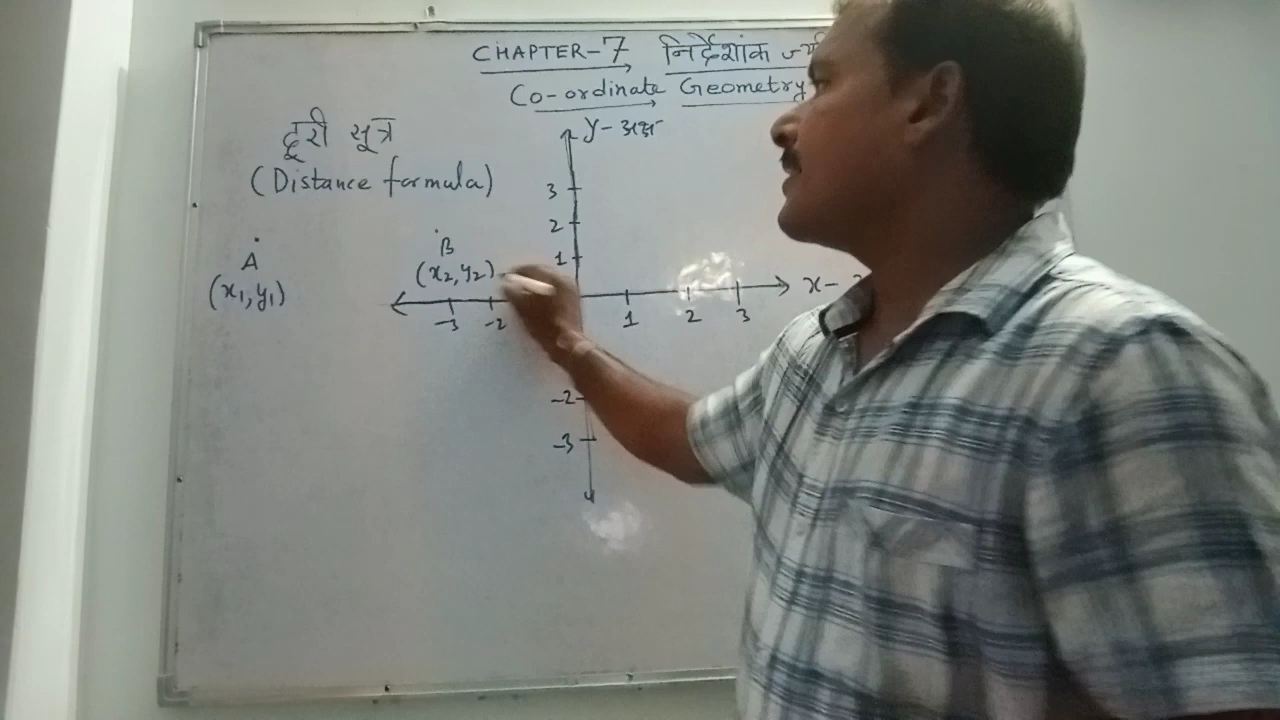 CHAPTER-7 निर्देशांक
Co-ordinate Geometry
दूरी सूत्र
(Distance formula)
y-अक्ष
3
2
1
A
(x₁,y₁)
B
(x₂,y₂)
x-
-3 -2 1 2 3
-2
-3